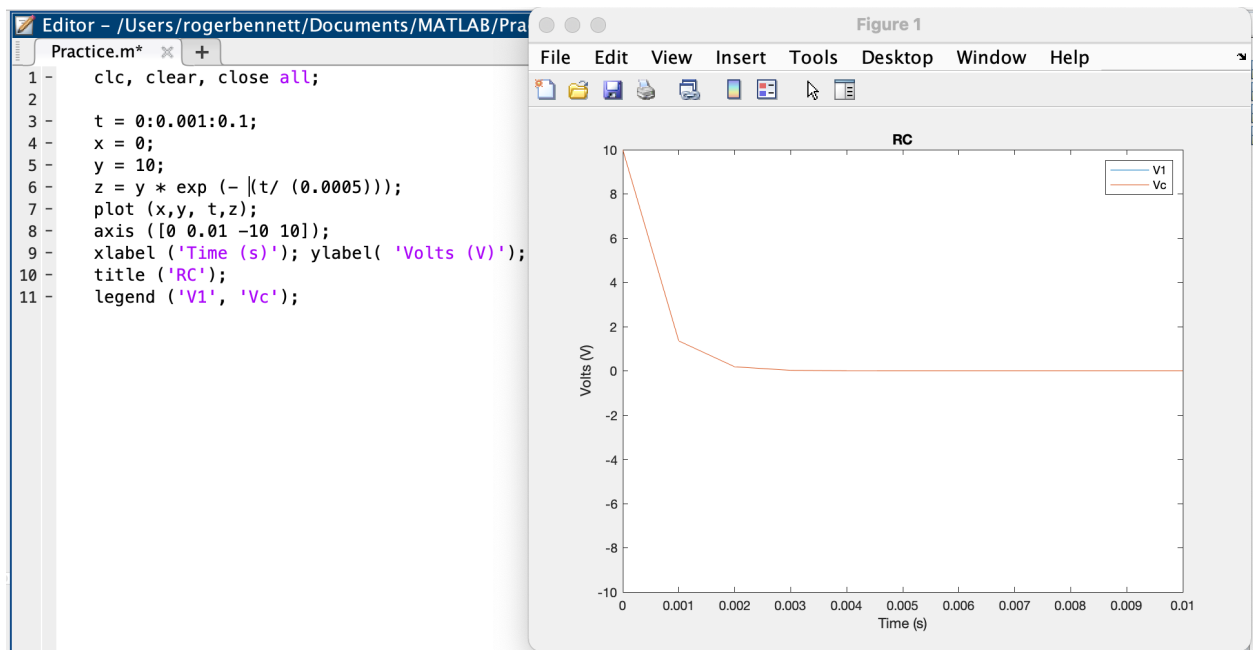 Editor – /Users/rogerbennett/Documents/MATLAB/Pra
Practice.m* × +
1 – clc, clear, close all;
2
3 – t = 0:0.001:0.1;
4 – x = 0;
5 – y = 10;
6 – z = y * exp (– (t/ (0.0005)));
7 – plot (x,y, t,z);
8 – axis ([0 0.01 –10 10]);
9 – xlabel ('Time (s)'); ylabel( 'Volts (V)');
10 – title ('RC');
11 – legend ('V1', 'Vc');
Figure 1
File Edit View Insert Tools Desktop Window Help
RC
V1
Vc
10
8
6
4
2
0
-2
-4
-6
-8
-10
Volts (V)
0 0.001 0.002 0.003 0.004 0.005 0.006 0.007 0.008 0.009 0.01
Time (s)